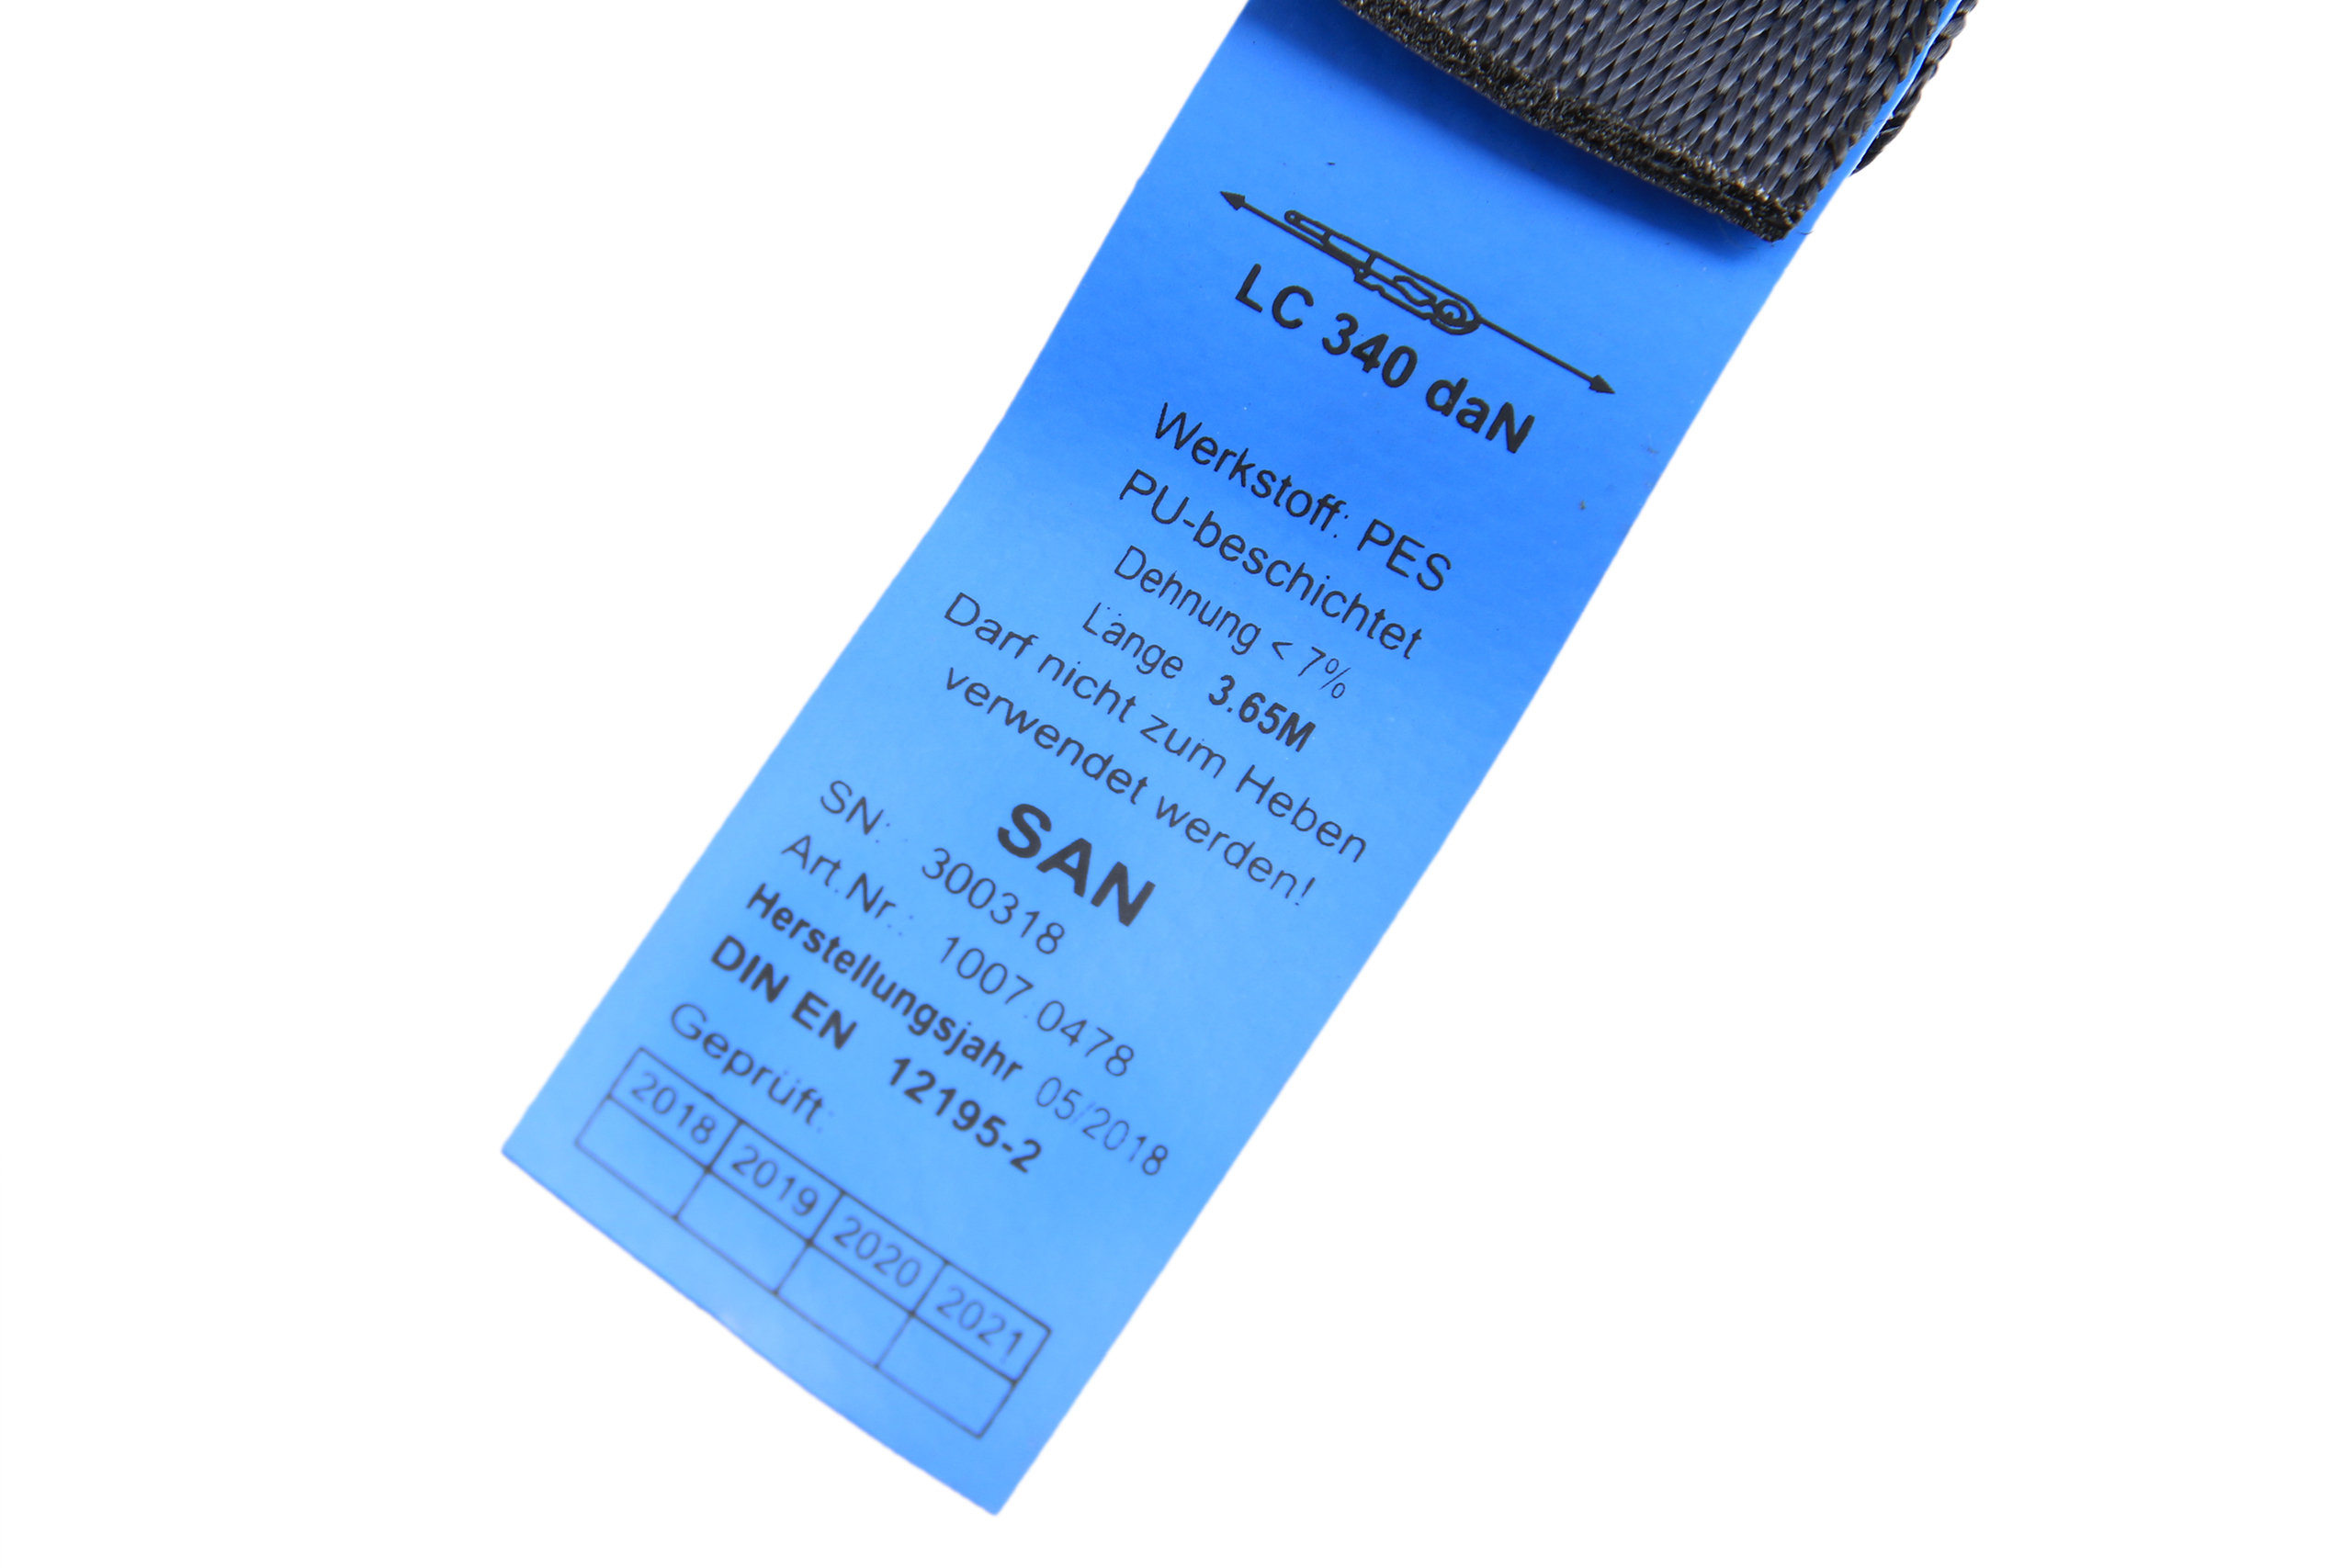 LC 340 daN
Werkstoff: PES
PU-beschichtet
Dehnung < 7%
Länge 3.65M
Darf nicht zum Heben
verwendet werden!
SAN
SN: 300318
Art.Nr.: 1007.0478
Herstellungsjahr 05/2018
DIN EN 12195-2
Geprüft:
2018 2019 2020 2021